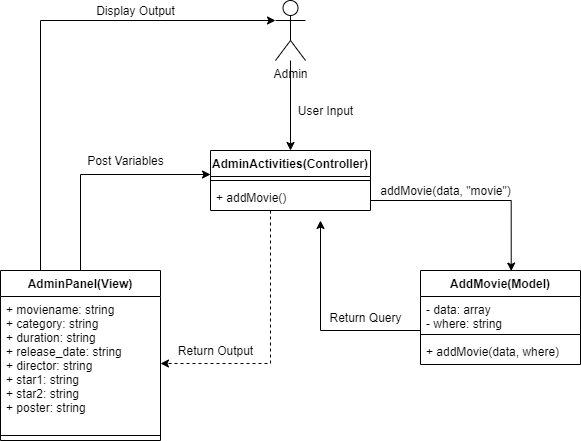 Display Output
Admin
User Input
AdminActivities(Controller)
Post Variables
+ addMovie()
addMovie(data, "movie")
AdminPanel(View)
+ moviename: string
+ category: string
+ duration: string
+ release_date: string
+ director: string
+ star1: string
+ star2: string
+ poster: string
AddMovie(Model)
- data: array
- where: string
+ addMovie(data, where)
Return Query
Return Output